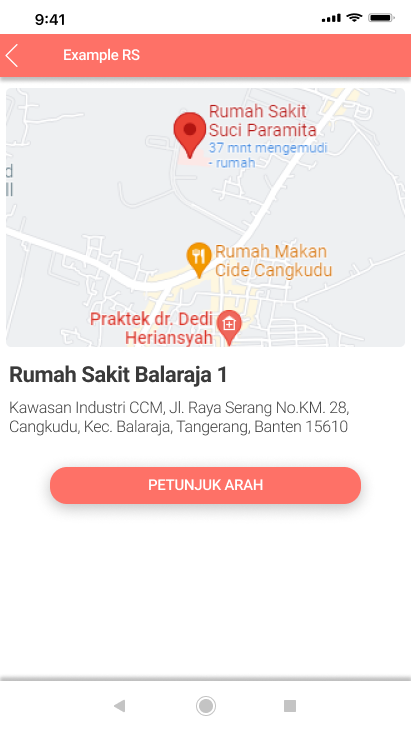 9:41
Example RS
Rumah Sakit
Suci Paramita
37 mnt mengemudi
- rumah
d
ll
Rumah Makan
Cide Cangkudu
Praktek dr. Dedi
Heriansyah
Rumah Sakit Balaraja 1
Kawasan Industri CCM, Jl. Raya Serang No.KM. 28,
Cangkudu, Kec. Balaraja, Tangerang, Banten 15610
PETUNJUK ARAH